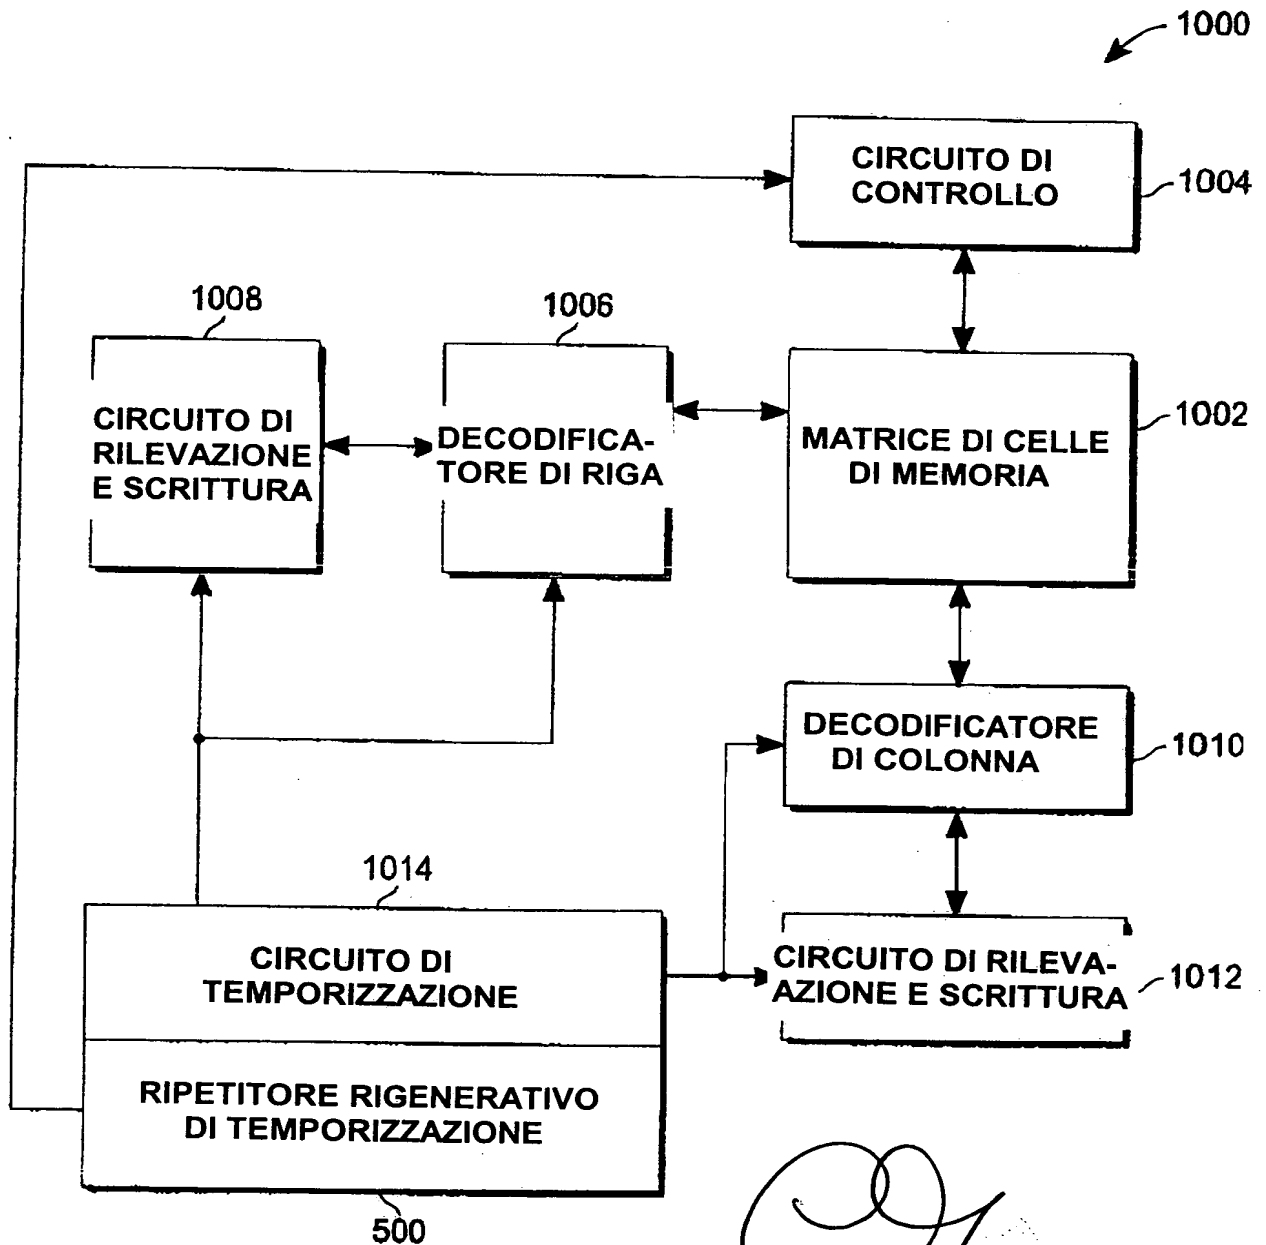 1000
CIRCUITO DI
CONTROLLO
1004
1008
1006
CIRCUITO DI
RILEVAZIONE
E SCRITTURA
DECODIFICA-
TORE DI RIGA
MATRICE DI CELLE
DI MEMORIA
1002
DECODIFICATORE
DI COLONNA
1010
1014
CIRCUITO DI
TEMPORIZZAZIONE
CIRCUITO DI RILEVA-
AZIONE E SCRITTURA
1012
RIPETITORE RIGENERATIVO
DI TEMPORIZZAZIONE
500